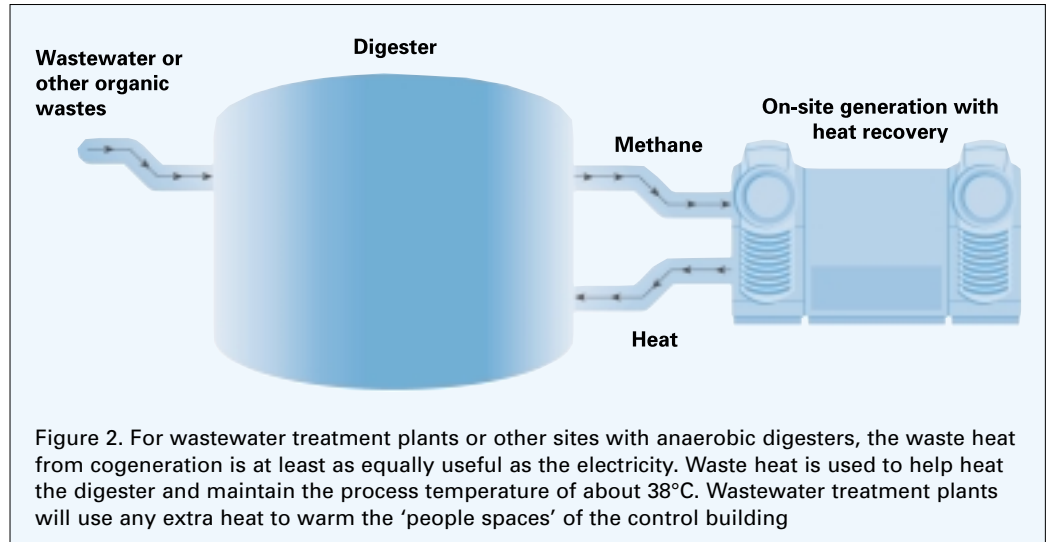 Wastewater or
other organic
wastes
Digester
Methane
On-site generation with
heat recovery
Heat
Figure 2. For wastewater treatment plants or other sites with anaerobic digesters, the waste heat
from cogeneration is at least as equally useful as the electricity. Waste heat is used to help heat
the digester and maintain the process temperature of about 38°C. Wastewater treatment plants
will use any extra heat to warm the ‘people spaces’ of the control building